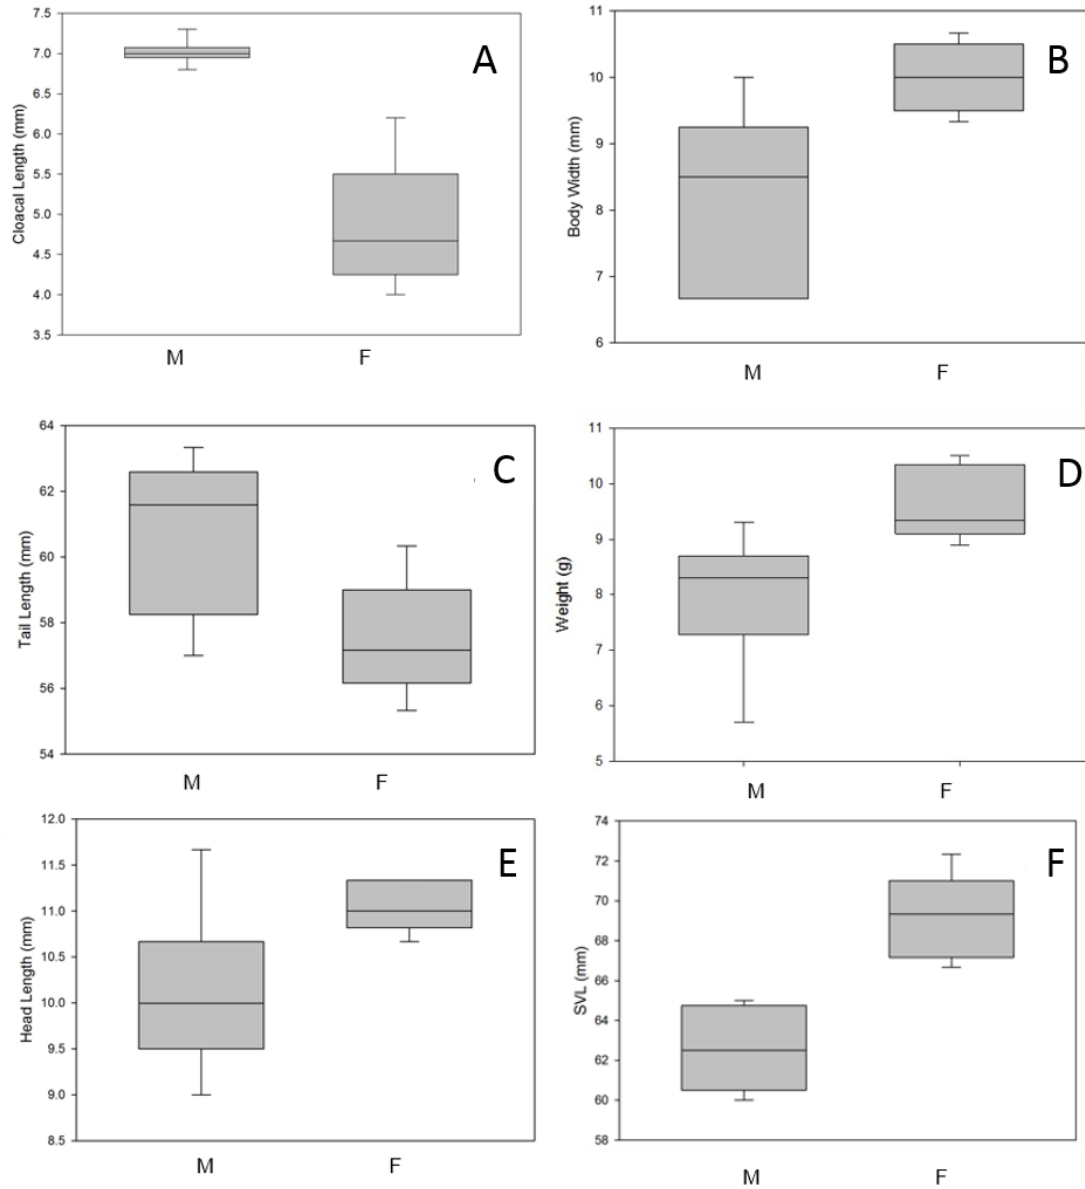 A
Cloacal Length (mm)
7.5
7.0
6.5
6.0
5.5
5.0
4.5
4.0
3.5
M F
B
Body Width (mm)
11
10
9
8
7
6
M F
C
Tail Length (mm)
64
62
60
58
56
54
M F
D
Weight (g)
11
10
9
8
7
6
5
M F
E
Head Length (mm)
12.0
11.5
11.0
10.5
10.0
9.5
9.0
8.5
M F
F
SVL (mm)
74
72
70
68
66
64
62
60
58
M F